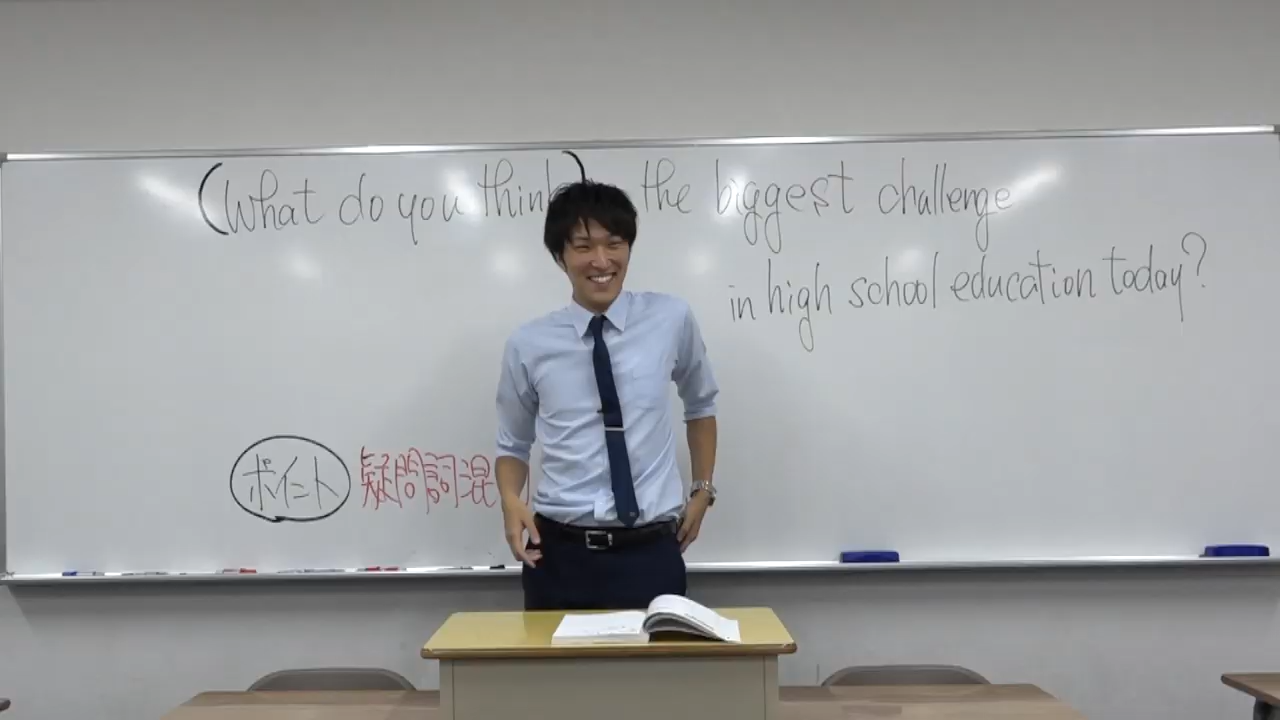 (What do you think) the biggest challenge
in high school education today?
ポイント 疑問詞混